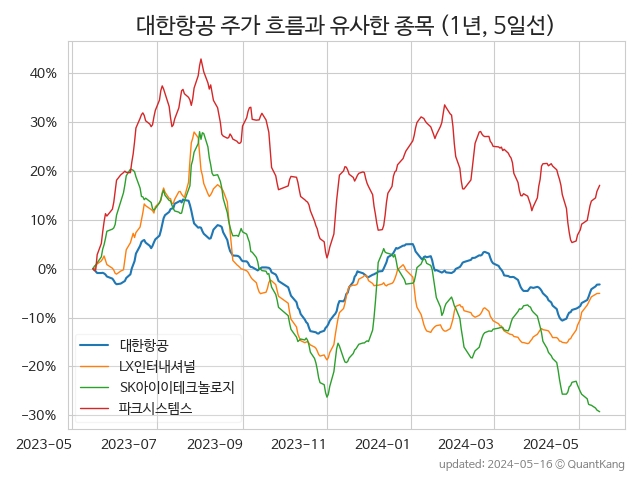 대한항공 주가 흐름과 유사한 종목 (1년, 5일선)
40%
30%
20%
10%
0%
−10%
−20%
−30%
대한항공
LX인터내셔널
SK아이이테크놀로지
파크시스템스
2023-05 2023-07 2023-09 2023-11 2024-01 2024-03 2024-05
updated: 2024-05-16 © QuantKang